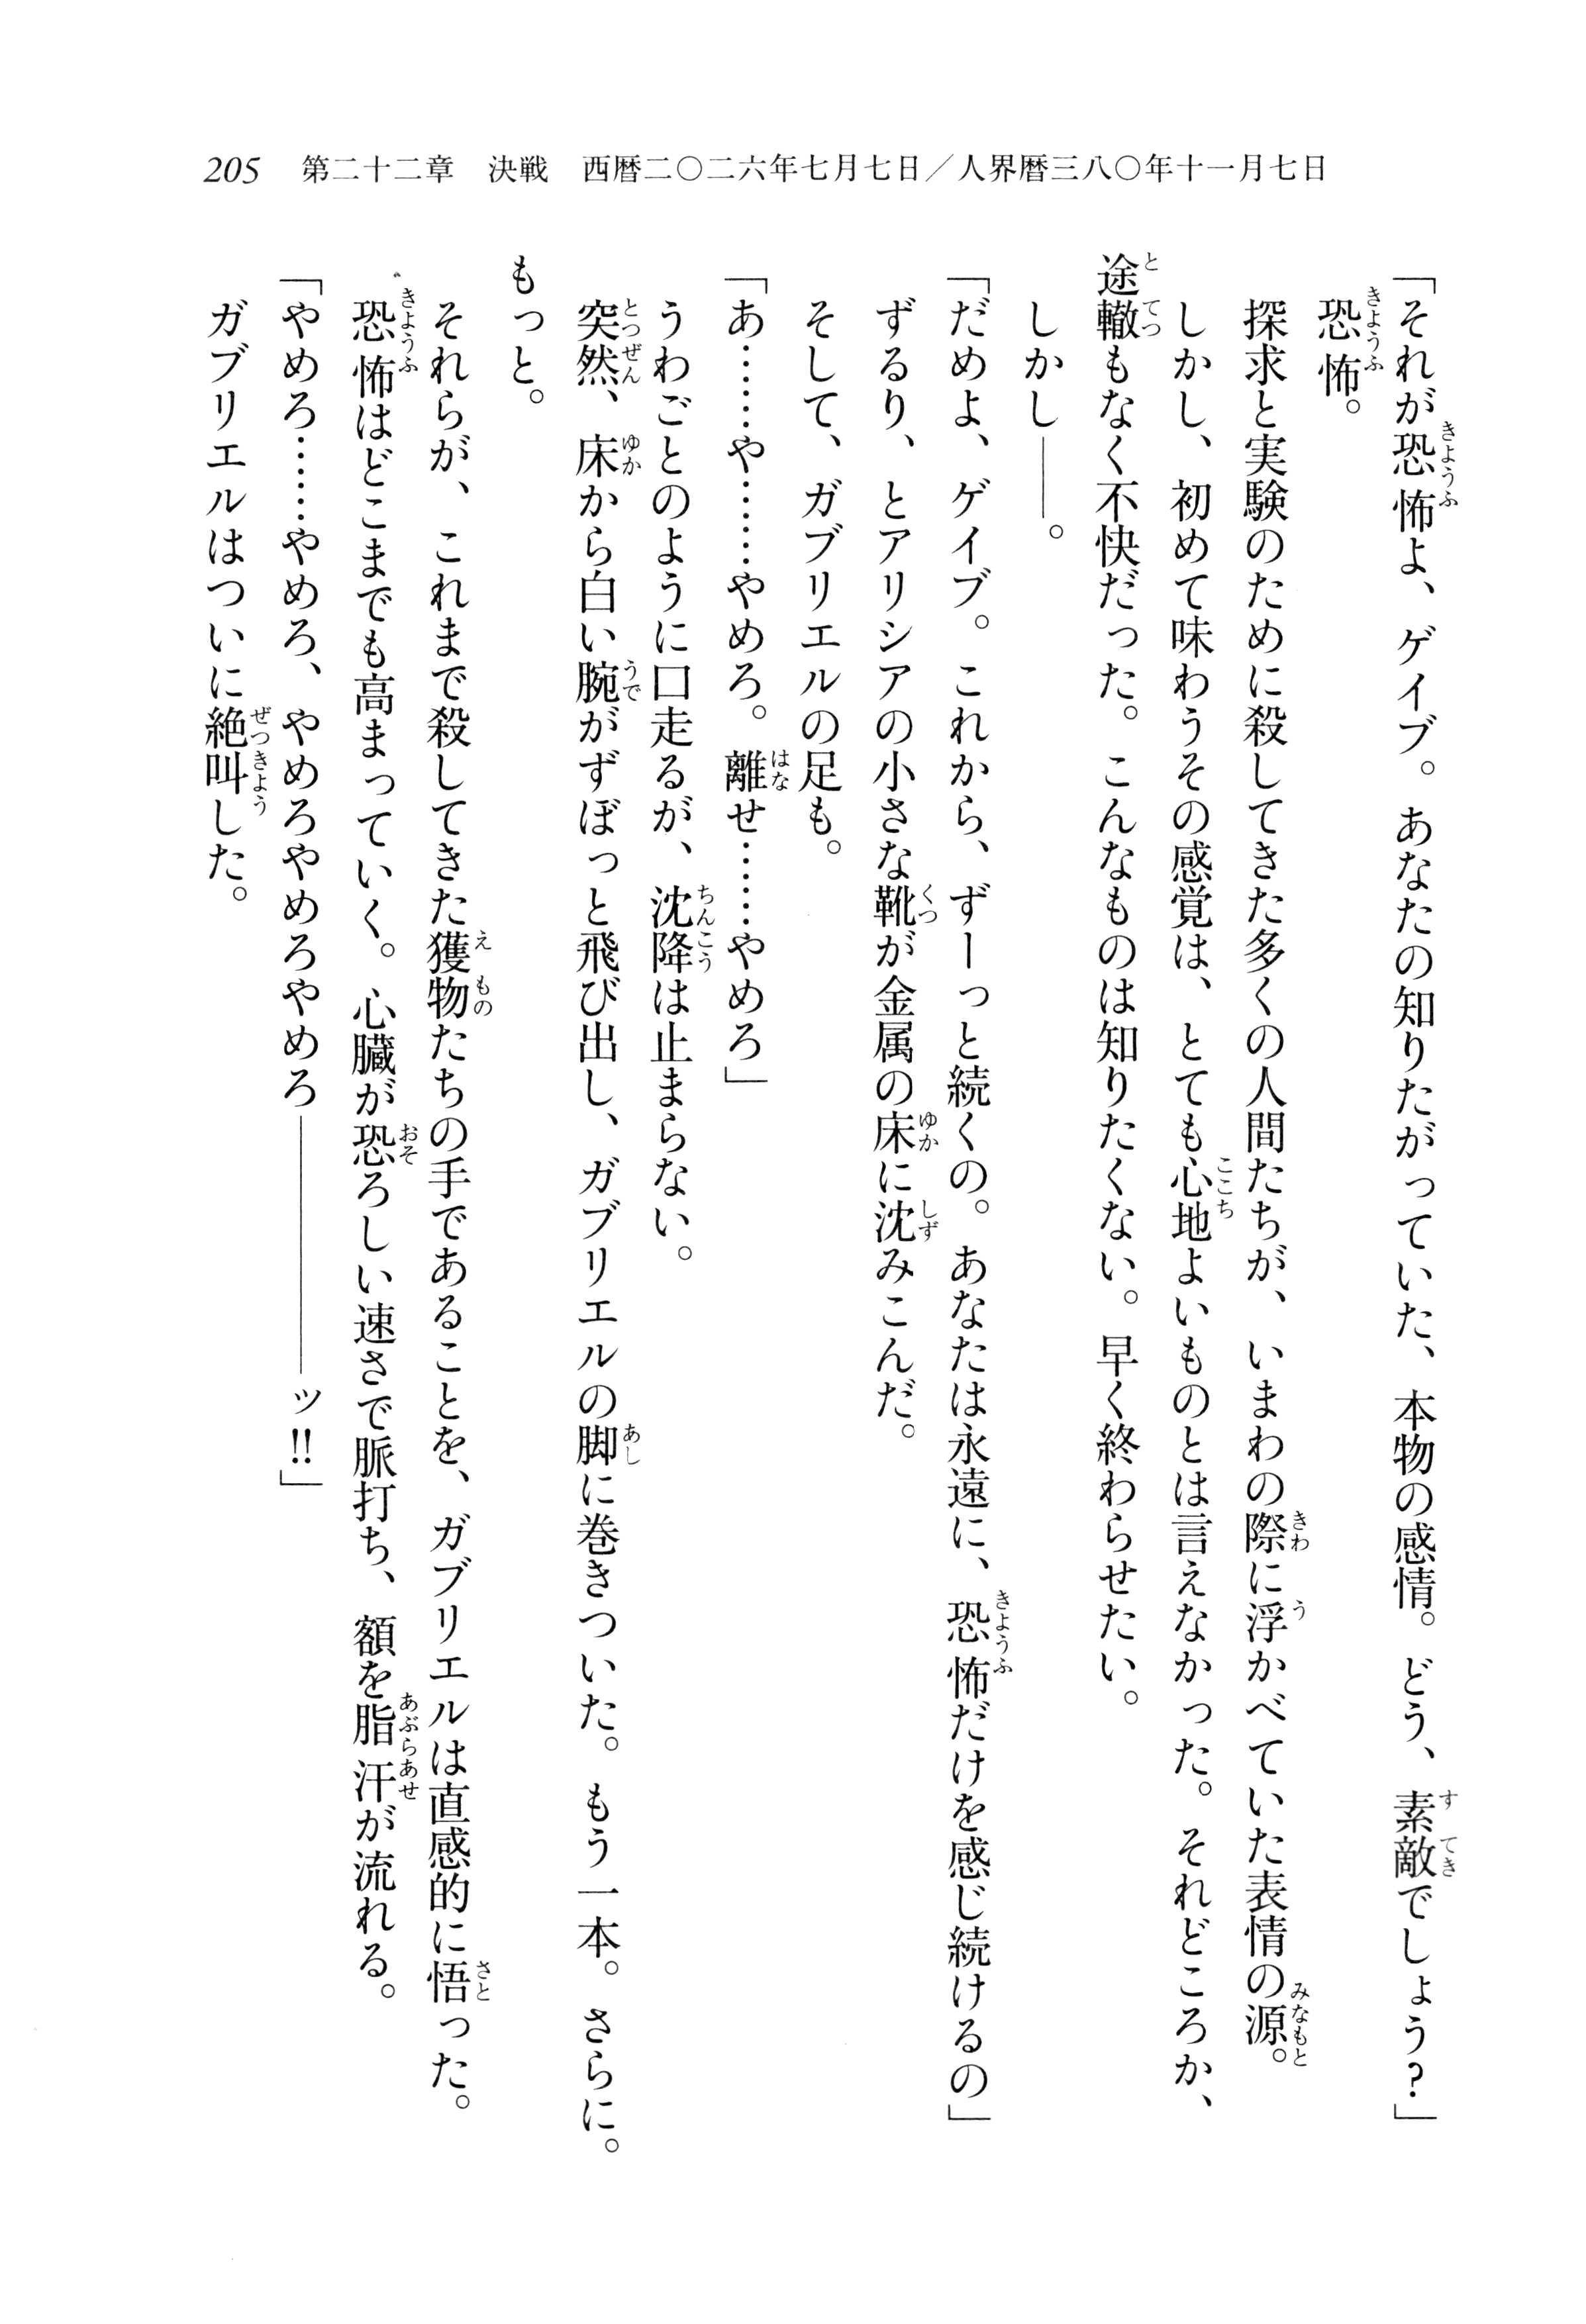 205　第二十二章　決戦　西暦二〇二六年七月七日／人界暦三八〇年十一月七日
「それが恐怖よ、ゲイブ。あなたの知りたがっていた、本物の感情。どう、素敵でしょう？」
恐怖。
探求と実験のために殺してきた多くの人間たちが、いまわの際に浮かべていた表情の源。
しかし、初めて味わうその感覚は、とても心地よいものとは言えなかった。それどころか、
途轍もなく不快だった。こんなものは知りたくない。早く終わらせたい。
しかし――。
「だめよ、ゲイブ。これから、ずーっと続くの。あなたは永遠に、恐怖だけを感じ続けるの」
ずるり、とアリシアの小さな靴が金属の床に沈みこんだ。
そして、ガブリエルの足も。
「あ……や……やめろ。離せ……やめろ」
うわごとのように口走るが、沈降は止まらない。
突然、床から白い腕がずぼっと飛び出し、ガブリエルの脚に巻きついた。もう一本。さらに。
もっと。
それらが、これまで殺してきた獲物たちの手であることを、ガブリエルは直感的に悟った。
恐怖はどこまでも高まっていく。心臓が恐ろしい速さで脈打ち、額を脂汗が流れる。
「やめろ……やめろ、やめろやめろやめろ――――――ッ!!」
ガブリエルはついに絶叫した。